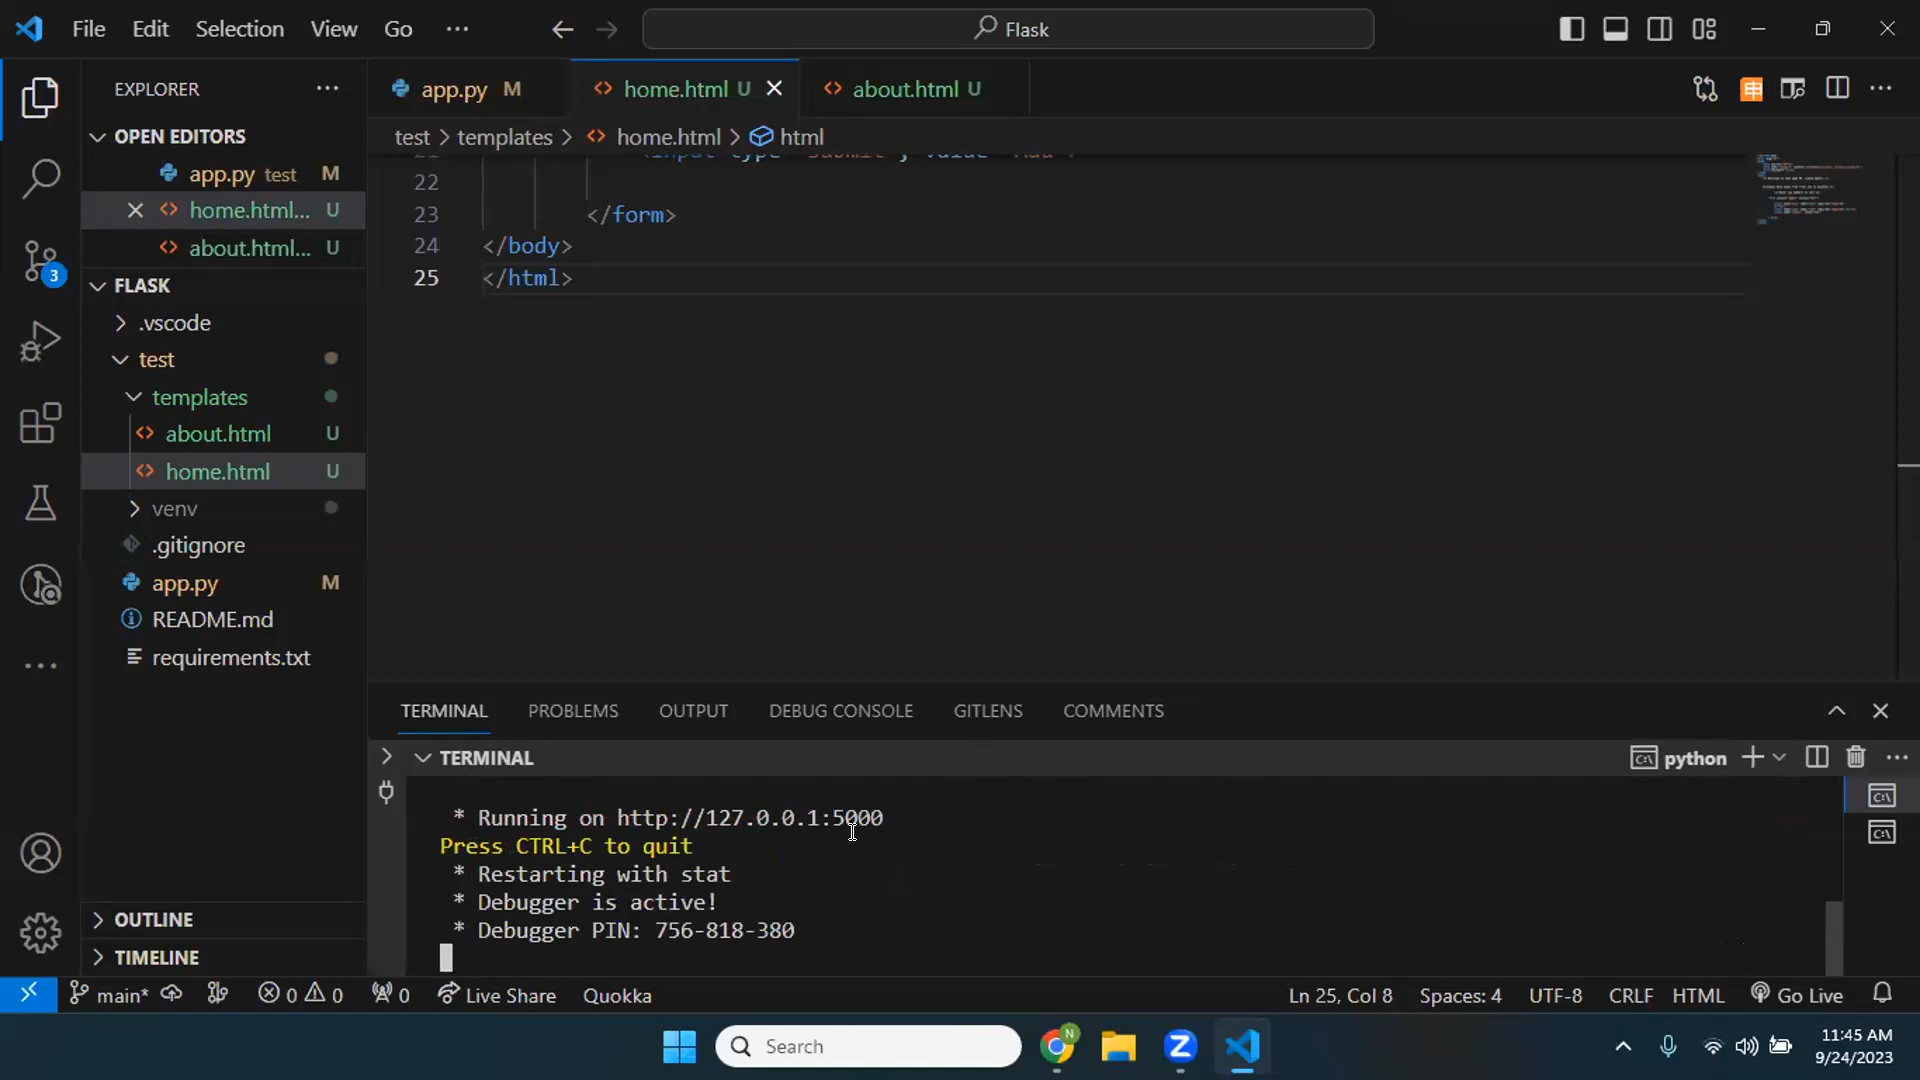 File Edit Selection View Go ···
Flask
EXPLORER ···
OPEN EDITORS
app.py test M
home.html... U
about.html... U
FLASK
.vscode
test
templates
about.html U
home.html U
venv
.gitignore
app.py M
README.md
requirements.txt
OUTLINE
TIMELINE
3
app.py M
home.html U
about.html U
test > templates > home.html > html
22
23 </form>
24 </body>
25 </html>
TERMINAL PROBLEMS OUTPUT DEBUG CONSOLE GITLENS COMMENTS
TERMINAL
python
* Running on http://127.0.0.1:5000
Press CTRL+C to quit
* Restarting with stat
* Debugger is active!
* Debugger PIN: 756-818-380
main* 0 0 0 Live Share Quokka
Ln 25, Col 8 Spaces: 4 UTF-8 CRLF HTML Go Live
Search
N
11:45 AM
9/24/2023